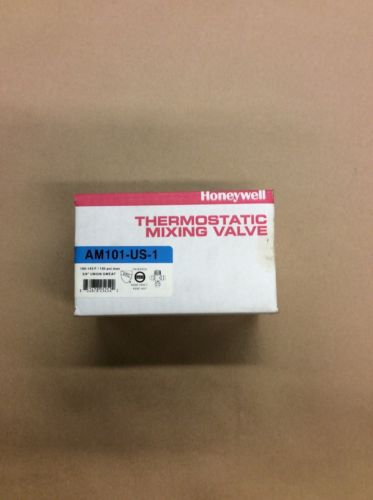 Honeywell
THERMOSTATIC
MIXING VALVE
AM101-US-1
3/4" UNION SWEAT